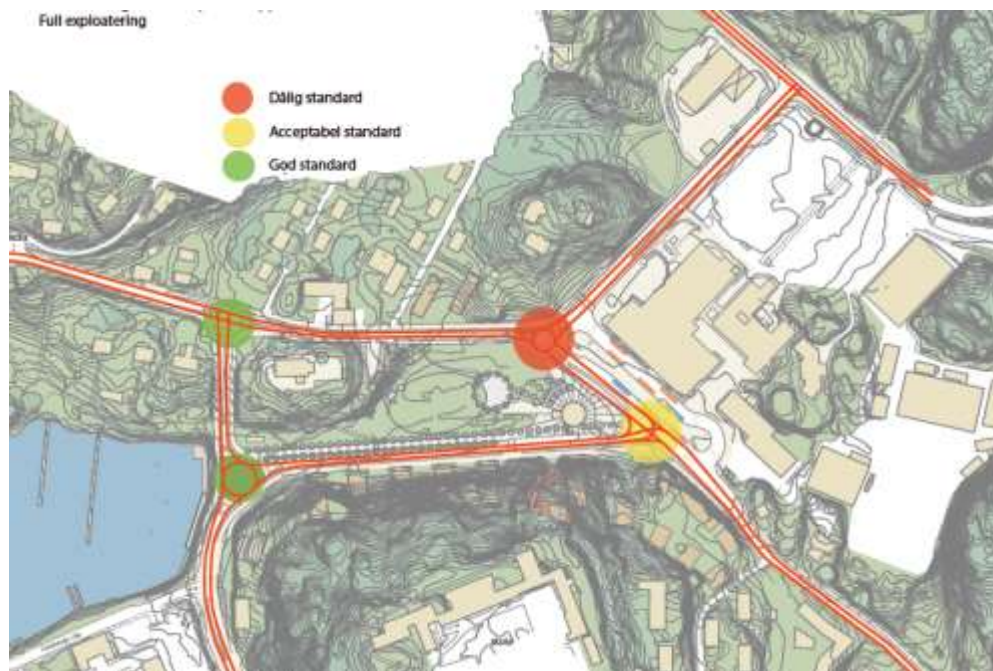 Full exploatering
Dålig standard
Acceptabel standard
God standard